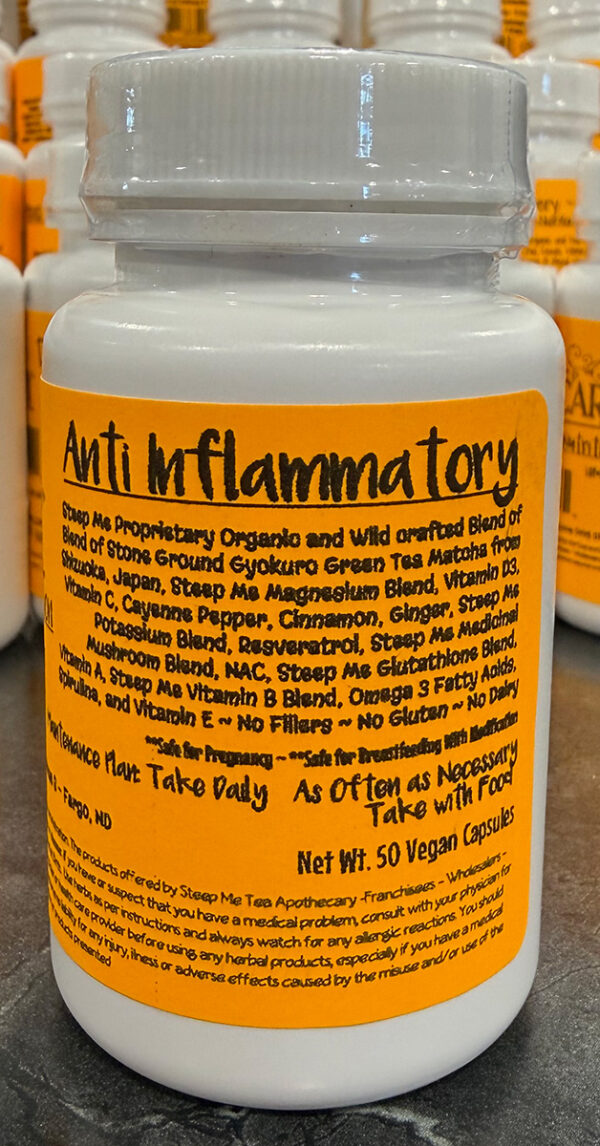 Anti Inflammatory
Steep Me Proprietary Organic and Wild crafted Blend of
Blend of Stone Ground Gyokuro Green Tea Matcha from
Shizuoka, Japan, Steep Me Magnesium Blend, Vitamin D3,
Vitamin C, Cayenne Pepper, Cinnamon, Ginger, Steep Me
Potassium Blend, Resveratrol, Steep Me Medicinal
Mushroom Blend, NAC, Steep Me Glutathione Blend,
Vitamin A, Steep Me Vitamin B Blend, Omega 3 Fatty Acids,
Spirulina, and Vitamin E ~ No Fillers ~ No Gluten ~ No Dairy
**Safe for Pregnancy ~ **Safe for Breastfeeding With Medication
Plan: Take Daily As Often as Necessary
Take with Food
- Fargo, ND
Net Wt. 50 Vegan Capsules
The products offered by Steep Me Tea Apothecary -Franchisees - Wholesalers -
if you have or suspect that you have a medical problem, consult with your physician for
Use herbs as per instructions and always watch for any allergic reactions. You should
health care provider before using any herbal products, especially if you have a medical
for any injury, illness or adverse effects caused by the misuse and/or use of the
products presented